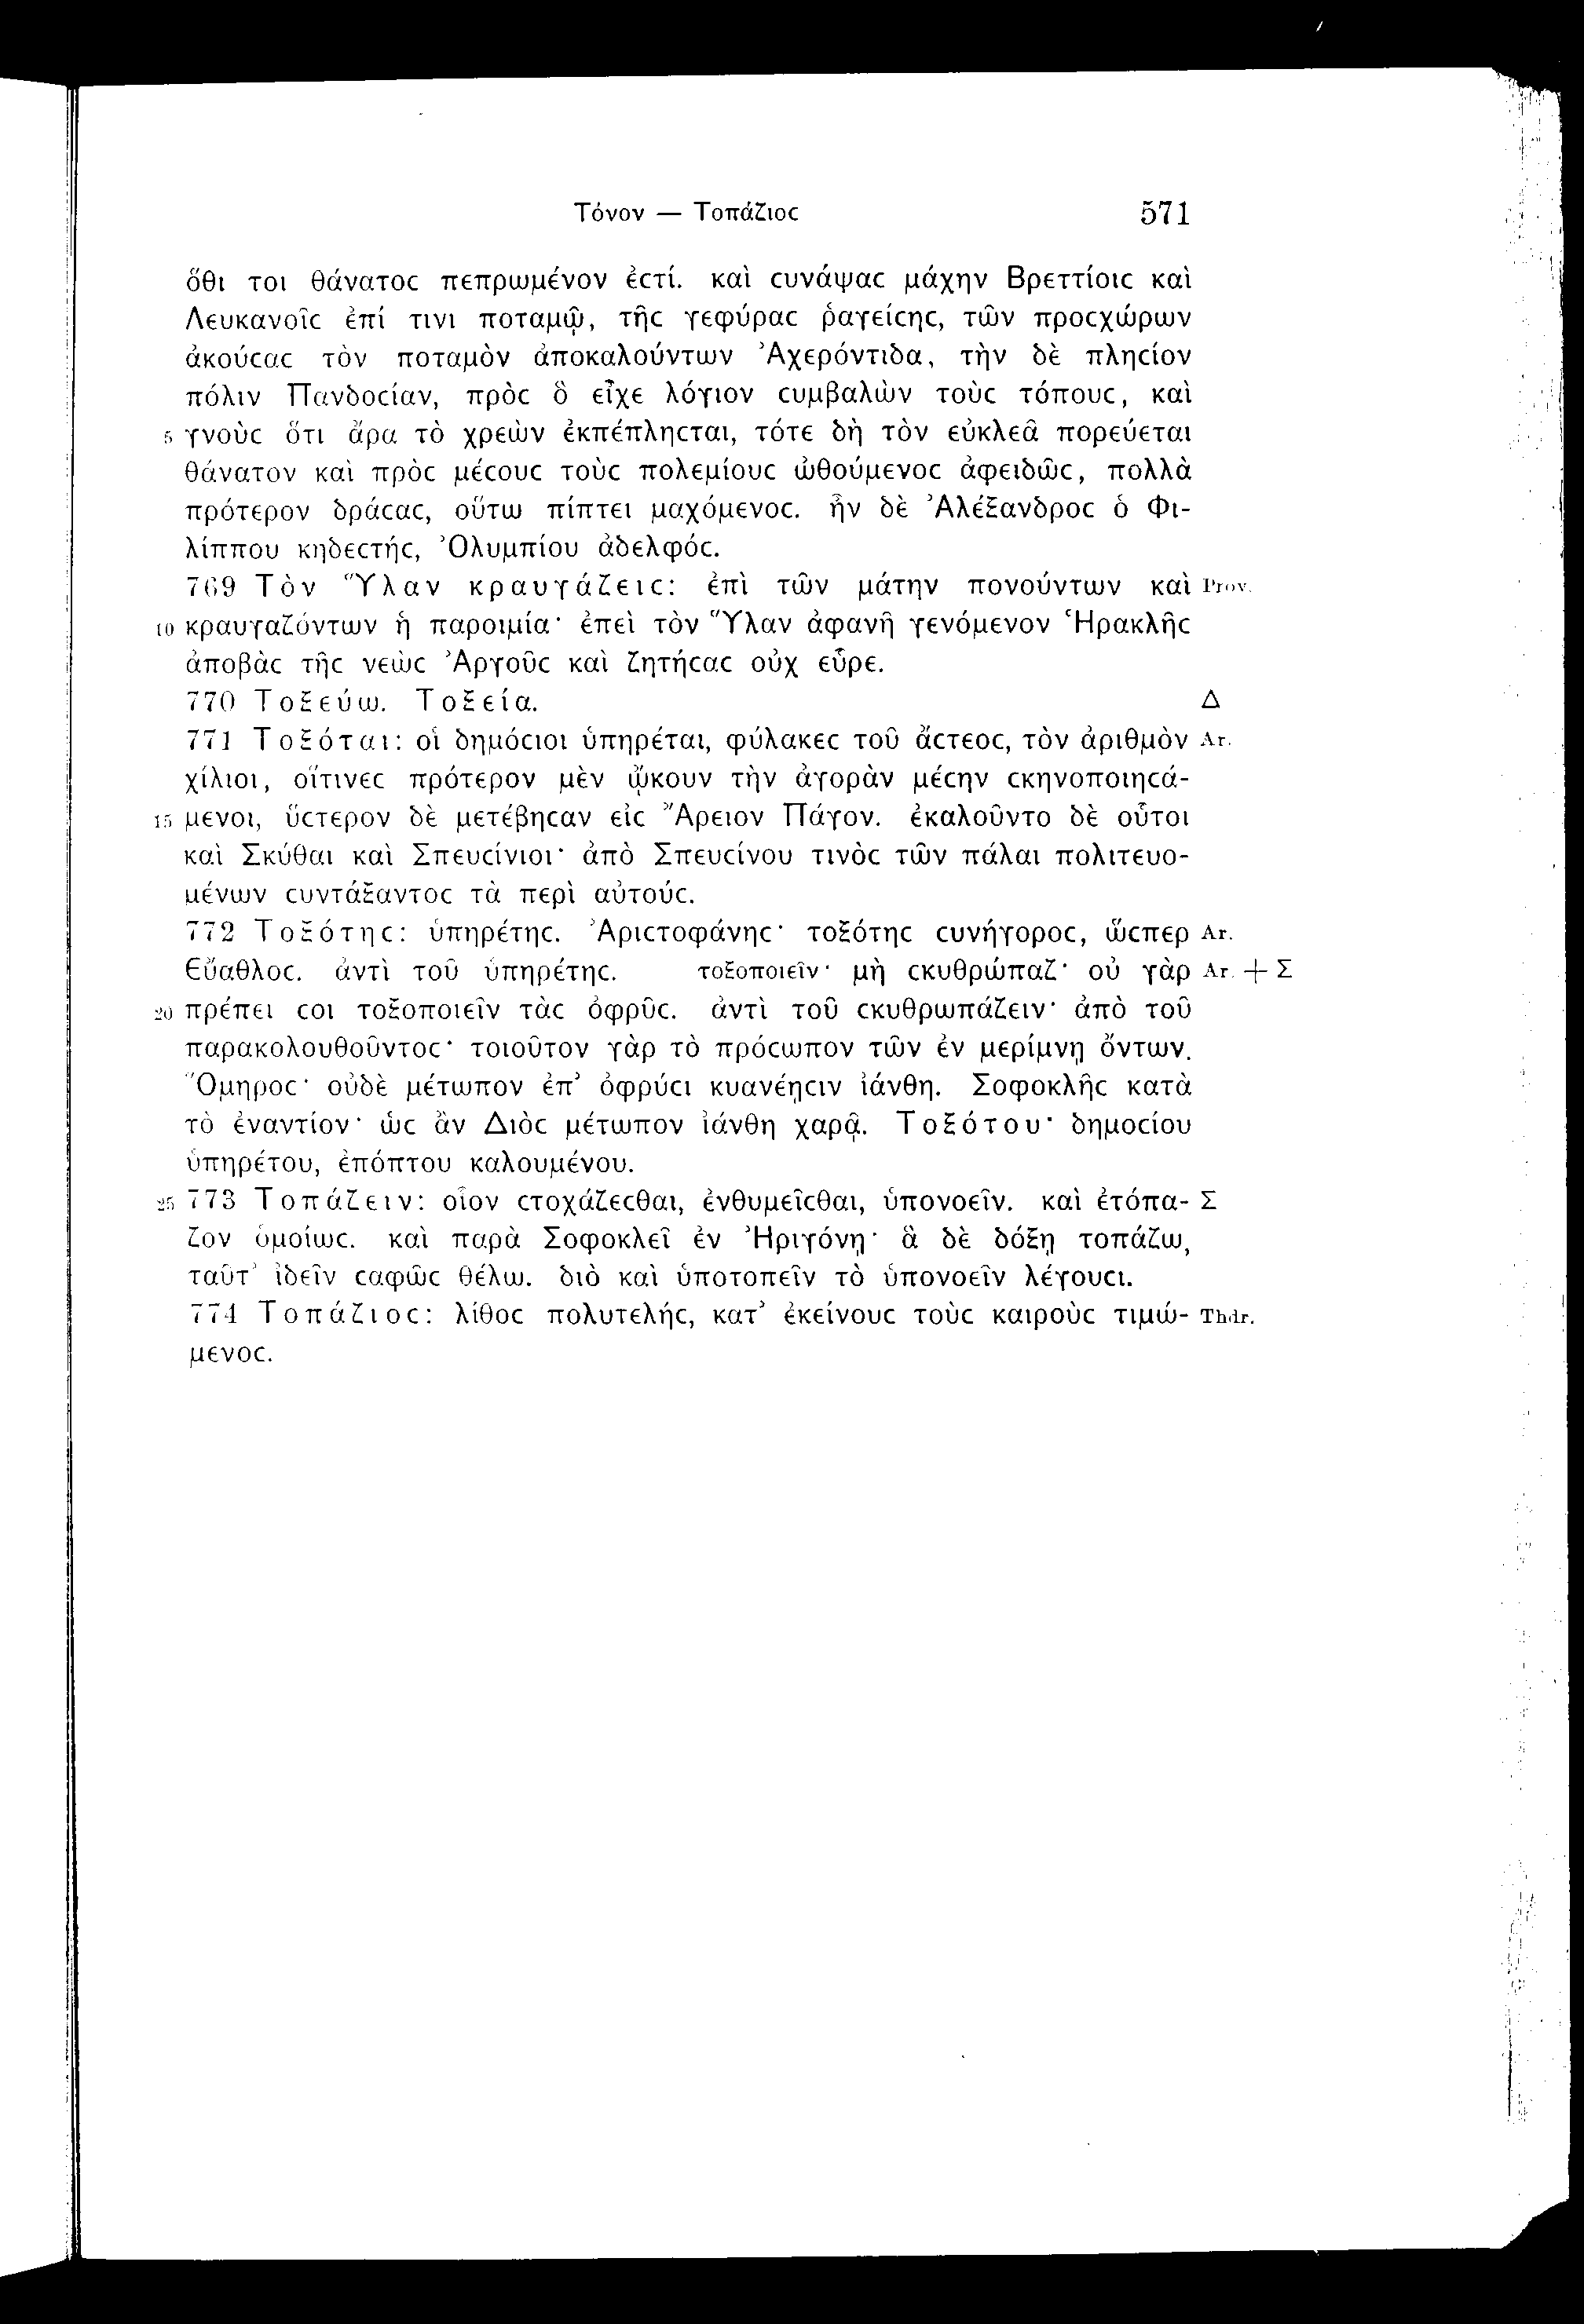 Τόνον — Τοπάζιοϲ 571
ὅθι τοι θάνατοϲ πεπρωμένον ἐϲτί. καὶ ϲυνάψαϲ μάχην Βρεττίοιϲ καὶ
Λευκανοῖϲ ἐπί τινι ποταμῷ, τῆϲ γεφύραϲ ῥαγείϲηϲ, τῶν προϲχώρων
ἀκούϲαϲ τὸν ποταμὸν ἀποκαλούντων Ἀχερόντιδα, τὴν δὲ πληϲίον
πόλιν Πανδοϲίαν, πρὸϲ ὃ εἶχε λόγιον ϲυμβαλὼν τοὺϲ τόπουϲ, καὶ
5 γνοὺϲ ὅτι ἄρα τὸ χρεὼν ἐκπέπληϲται, τότε δὴ τὸν εὐκλεᾶ πορεύεται
θάνατον καὶ πρὸϲ μέϲουϲ τοὺϲ πολεμίουϲ ὠθούμενοϲ ἀφειδῶϲ, πολλὰ
πρότερον δράϲαϲ, οὕτω πίπτει μαχόμενοϲ. ἦν δὲ Ἀλέξανδροϲ ὁ Φι-
λίππου κηδεϲτήϲ, Ὀλυμπίου ἀδελφόϲ.
769 Τὸν Ὕλαν κραυγάζειϲ: ἐπὶ τῶν μάτην πονούντων καὶ Prov.
10 κραυγαζόντων ἡ παροιμία· ἐπεὶ τὸν Ὕλαν ἀφανῆ γενόμενον Ἡρακλῆϲ
ἀποβὰϲ τῆϲ νεὼϲ Ἀργοῦϲ καὶ ζητήϲαϲ οὐχ εὗρε.
770 Τοξεύω. Τοξεία. Δ
771 Τοξόται: οἱ δημόϲιοι ὑπηρέται, φύλακεϲ τοῦ ἄϲτεοϲ, τὸν ἀριθμὸν Ar.
χίλιοι, οἵτινεϲ πρότερον μὲν ᾤκουν τὴν ἀγορὰν μέϲην ϲκηνοποιηϲά-
15 μενοι, ὕϲτερον δὲ μετέβηϲαν εἰϲ Ἄρειον Πάγον. ἐκαλοῦντο δὲ οὗτοι
καὶ Σκύθαι καὶ Σπευϲίνιοι· ἀπὸ Σπευϲίνου τινὸϲ τῶν πάλαι πολιτευο-
μένων ϲυντάξαντοϲ τὰ περὶ αὐτούϲ.
772 Τοξότηϲ: ὑπηρέτηϲ. Ἀριϲτοφάνηϲ· τοξότηϲ ϲυνήγοροϲ, ὥϲπερ Ar.
Εὔαθλοϲ. ἀντὶ τοῦ ὑπηρέτηϲ. τοξοποιεῖν· μὴ ϲκυθρώπαζ· οὐ γὰρ Ar. + Σ
20 πρέπει ϲοι τοξοποιεῖν τὰϲ ὀφρῦϲ. ἀντὶ τοῦ ϲκυθρωπάζειν· ἀπὸ τοῦ
παρακολουθοῦντοϲ· τοιοῦτον γὰρ τὸ πρόϲωπον τῶν ἐν μερίμνῃ ὄντων.
Ὅμηροϲ· οὐδὲ μέτωπον ἐπ᾽ ὀφρύϲι κυανέῃϲιν ἰάνθη. Σοφοκλῆϲ κατὰ
τὸ ἐναντίον· ὡϲ ἂν Διὸϲ μέτωπον ἰάνθη χαρᾷ. Τοξότου· δημοϲίου
ὑπηρέτου, ἐπόπτου καλουμένου.
25 773 Τοπάζειν: οἷον ϲτοχάζεϲθαι, ἐνθυμεῖϲθαι, ὑπονοεῖν. καὶ ἐτόπα- Σ
ζον ὁμοίωϲ. καὶ παρὰ Σοφοκλεῖ ἐν Ἠριγόνῃ· ἃ δὲ δόξῃ τοπάζω,
ταῦτ᾽ ἰδεῖν ϲαφῶϲ θέλω. διὸ καὶ ὑποτοπεῖν τὸ ὑπονοεῖν λέγουϲι.
774 Τοπάζιοϲ: λίθοϲ πολυτελήϲ, κατ᾽ ἐκείνουϲ τοὺϲ καιροὺϲ τιμώ- Thdr.
μενοϲ.